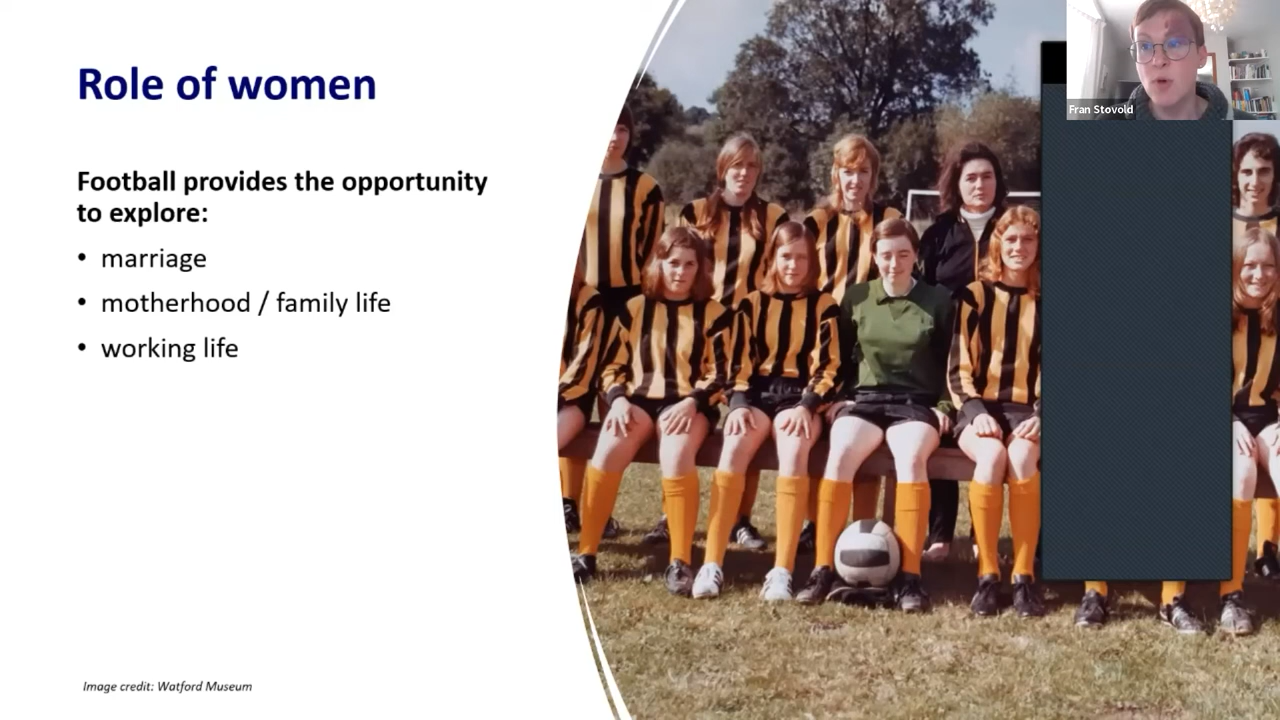 Role of women
Football provides the opportunity
to explore:
• marriage
• motherhood / family life
• working life
Image credit: Watford Museum
Fran Stovold